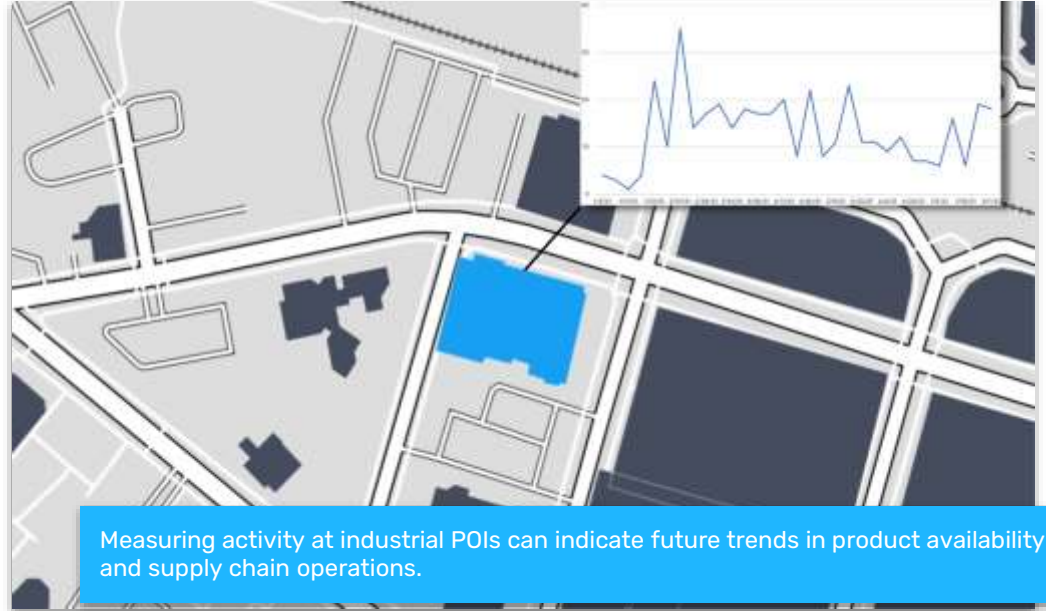 Measuring activity at industrial POIs can indicate future trends in product availability
and supply chain operations.